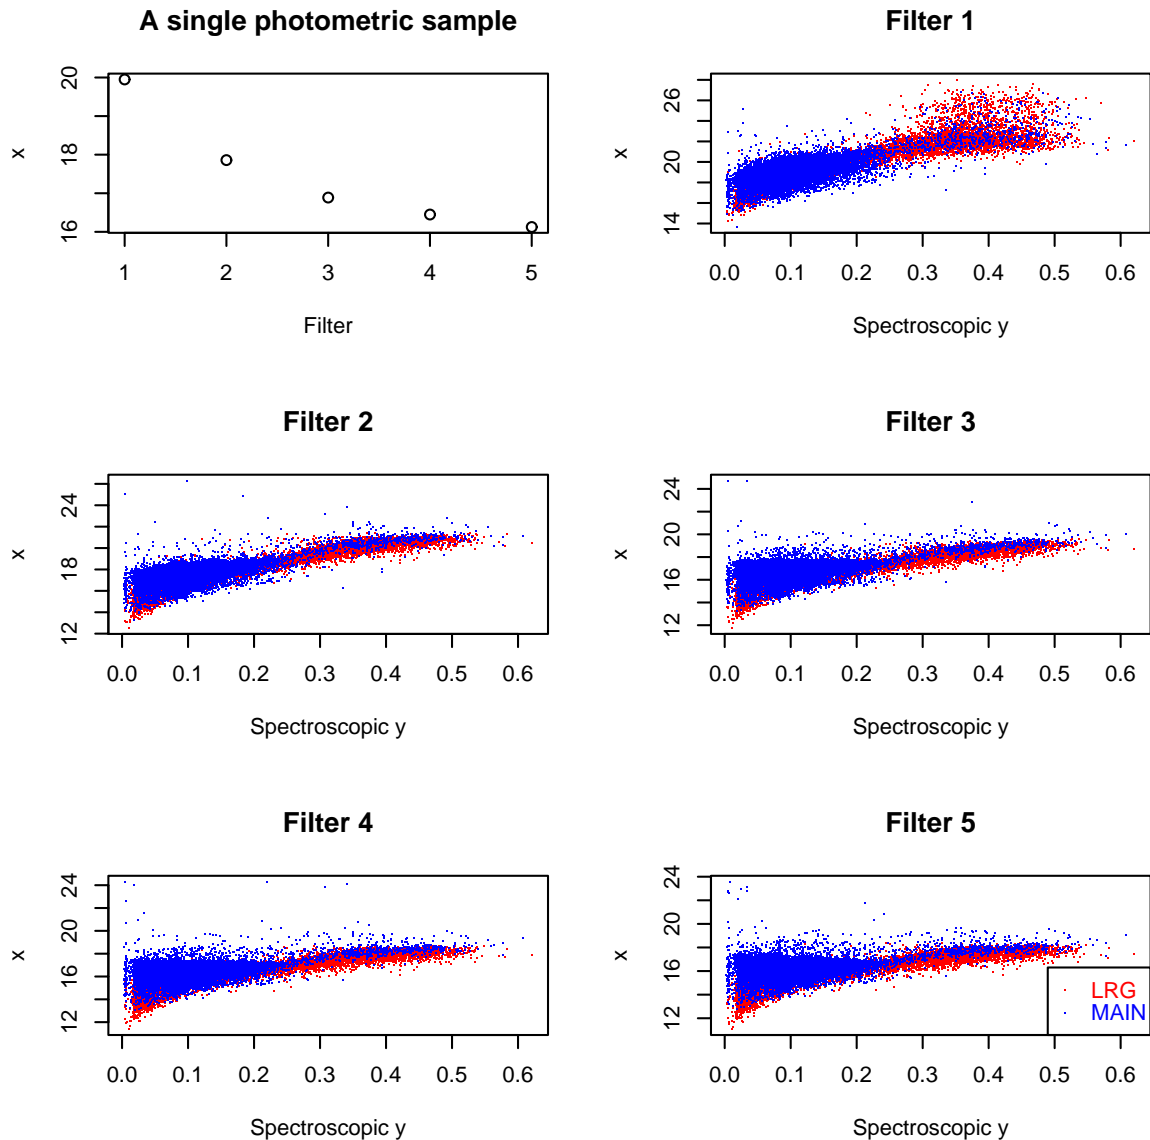 A single photometric sample
x
20
18
16
1 2 3 4 5
Filter
Filter 1
x
26
20
14
0.0 0.1 0.2 0.3 0.4 0.5 0.6
Spectroscopic y
Filter 2
x
24
18
12
0.0 0.1 0.2 0.3 0.4 0.5 0.6
Spectroscopic y
Filter 3
x
24
20
16
12
0.0 0.1 0.2 0.3 0.4 0.5 0.6
Spectroscopic y
Filter 4
x
24
20
16
12
0.0 0.1 0.2 0.3 0.4 0.5 0.6
Spectroscopic y
Filter 5
x
24
20
16
12
LRG
MAIN
0.0 0.1 0.2 0.3 0.4 0.5 0.6
Spectroscopic y